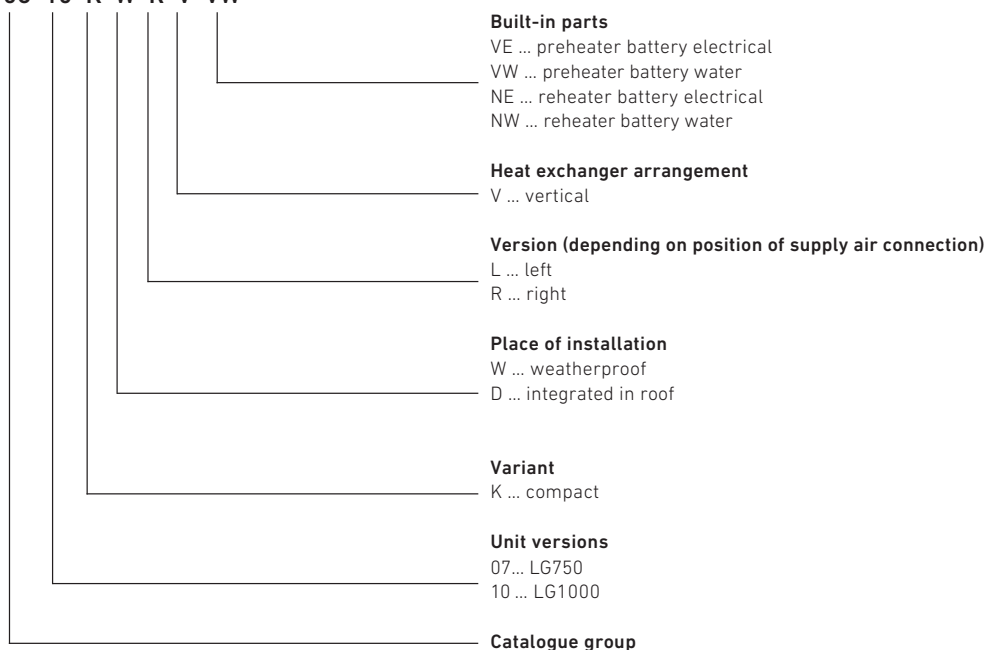 Built-in parts
VE ... preheater battery electrical
VW ... preheater battery water
NE ... reheater battery electrical
NW ... reheater battery water
Heat exchanger arrangement
V ... vertical
Version (depending on position of supply air connection)
L ... left
R ... right
Place of installation
W ... weatherproof
D ... integrated in roof
Variant
K ... compact
Unit versions
07... LG750
10 ... LG1000
Catalogue group